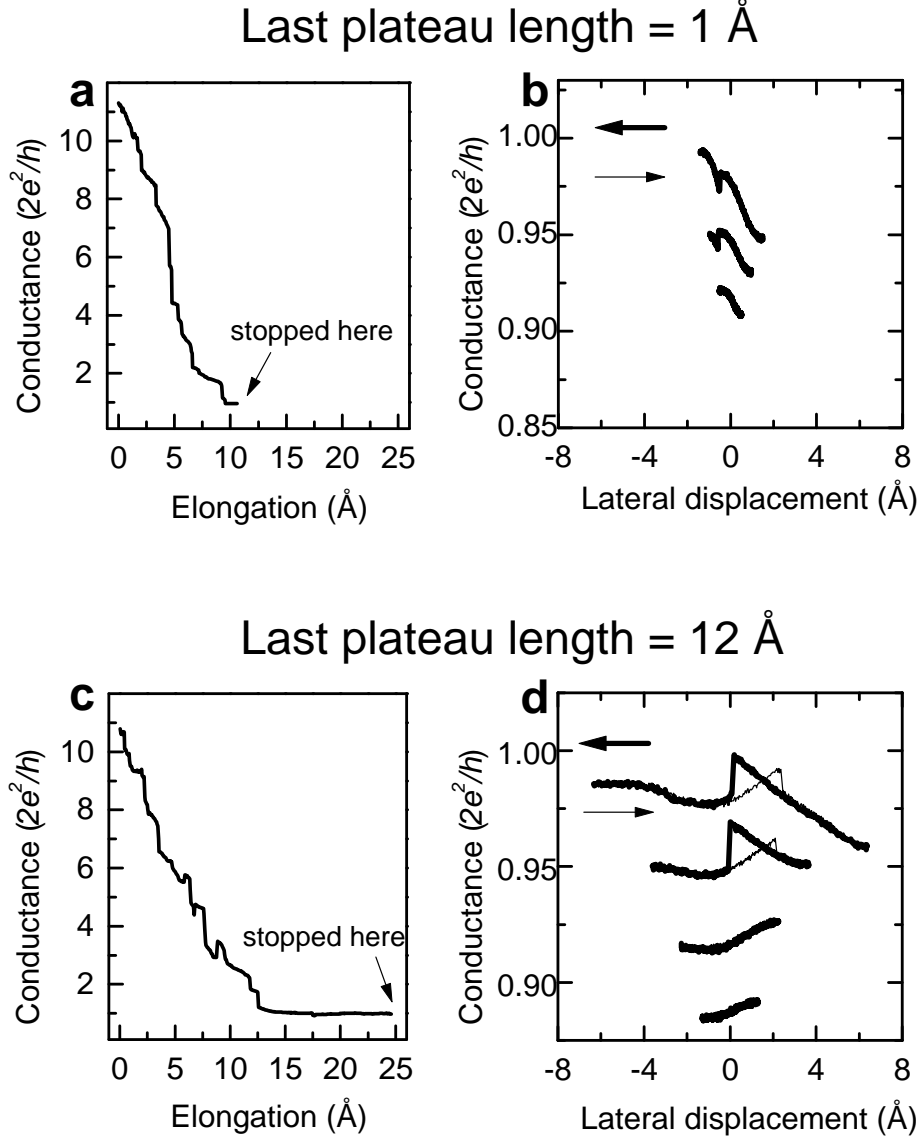 Last plateau length = 1 Å
a
10
8
6
4
2
Conductance (2e²/h)
stopped here
0 5 10 15 20 25
Elongation (Å)
b
1.00
0.95
0.90
0.85
Conductance (2e²/h)
-8 -4 0 4 8
Lateral displacement (Å)
Last plateau length = 12 Å
c
10
8
6
4
2
Conductance (2e²/h)
stopped here
0 5 10 15 20 25
Elongation (Å)
d
1.00
0.95
0.90
Conductance (2e²/h)
-8 -4 0 4 8
Lateral displacement (Å)